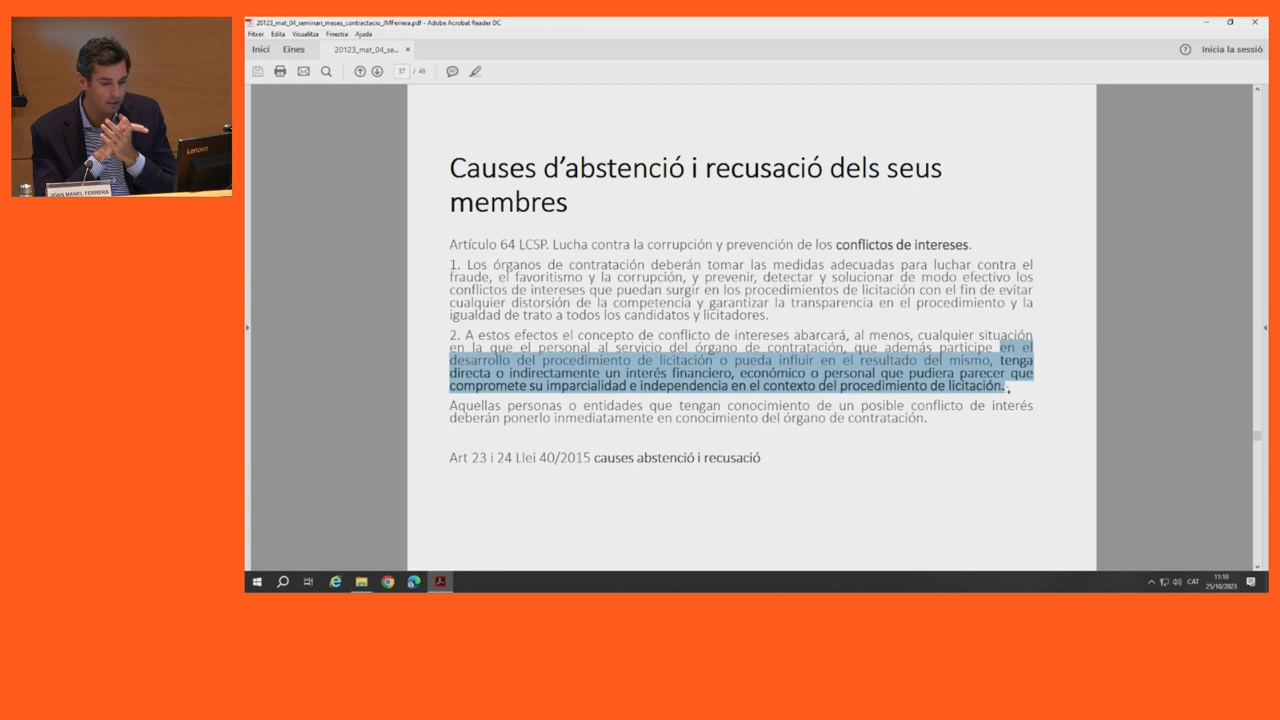 20123_mat_04_seminari_meses_contractacio_JMFerrera.pdf - Adobe Acrobat Reader DC
Fitxer Edita Visualitza Finestra Ajuda
Inici Eines 20123_mat_04_se... × Inicia la sessió
37 / 48
Causes d'abstenció i recusació dels seus
membres
Artículo 64 LCSP. Lucha contra la corrupción y prevención de los conflictos de intereses.
1. Los órganos de contratación deberán tomar las medidas adecuadas para luchar contra el
fraude, el favoritismo y la corrupción, y prevenir, detectar y solucionar de modo efectivo los
conflictos de intereses que puedan surgir en los procedimientos de licitación con el fin de evitar
cualquier distorsión de la competencia y garantizar la transparencia en el procedimiento y la
igualdad de trato a todos los candidatos y licitadores.
2. A estos efectos el concepto de conflicto de intereses abarcará, al menos, cualquier situación
en la que el personal al servicio del órgano de contratación, que además participe en el
desarrollo del procedimiento de licitación o pueda influir en el resultado del mismo, tenga
directa o indirectamente un interés financiero, económico o personal que pudiera parecer que
compromete su imparcialidad e independencia en el contexto del procedimiento de licitación.
Aquellas personas o entidades que tengan conocimiento de un posible conflicto de interés
deberán ponerlo inmediatamente en conocimiento del órgano de contratación.
Art 23 i 24 Llei 40/2015 causes abstenció i recusació
CAT
11:10
25/10/2023
Lenovo
JOAN MANEL FERRERA